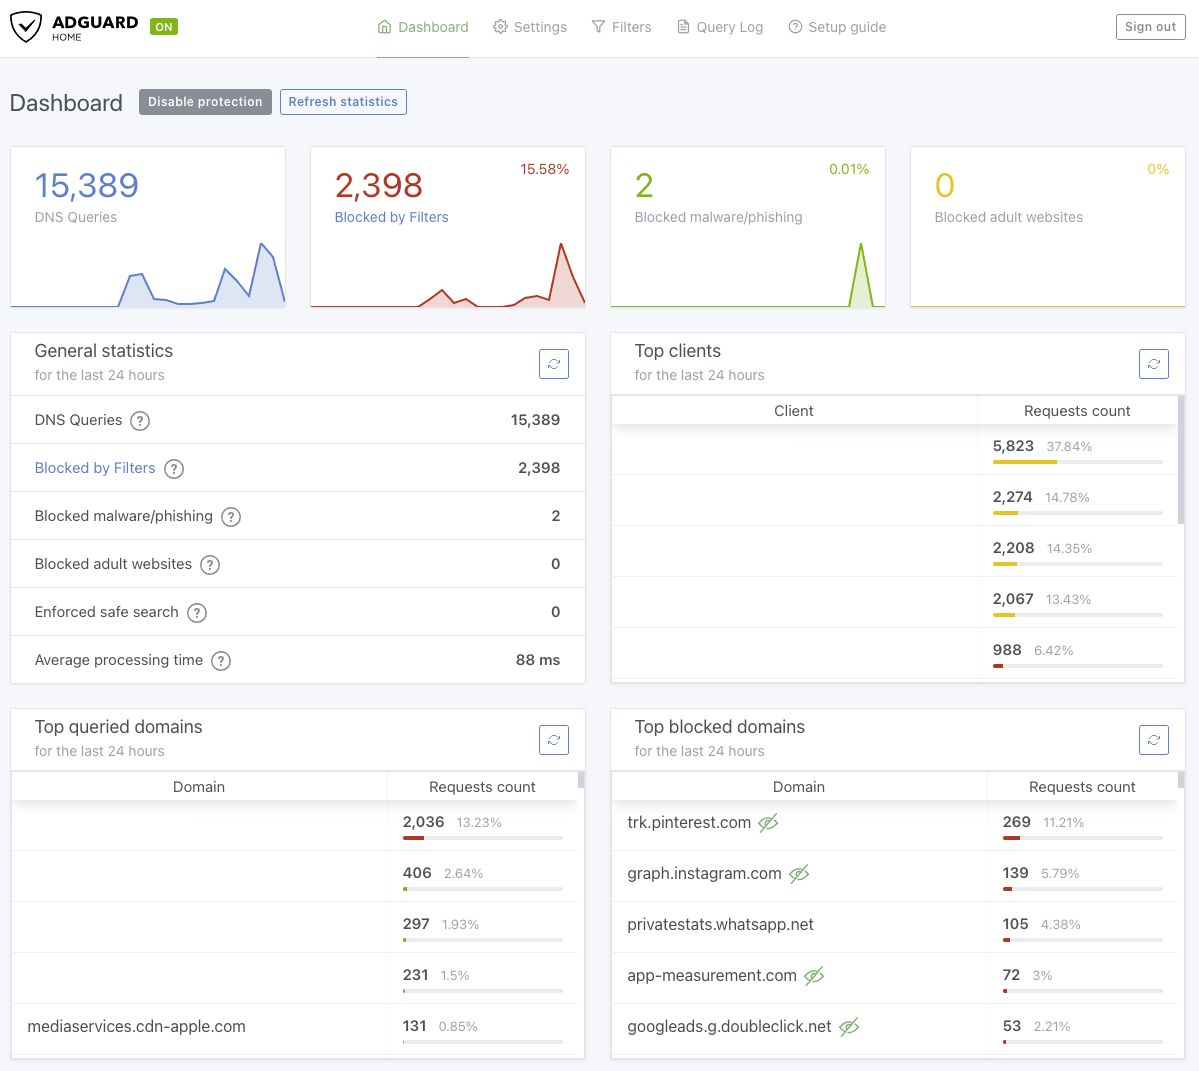 ADGUARD
HOME
ON
Dashboard
Settings
Filters
Query Log
Setup guide
Sign out
Dashboard
Disable protection
Refresh statistics
15,389
DNS Queries
15.58%
2,398
Blocked by Filters
0.01%
2
Blocked malware/phishing
0%
0
Blocked adult websites
General statistics
for the last 24 hours
DNS Queries ? 15,389
Blocked by Filters ? 2,398
Blocked malware/phishing ? 2
Blocked adult websites ? 0
Enforced safe search ? 0
Average processing time ? 88 ms
Top clients
for the last 24 hours
Client Requests count
5,823 37.84%
2,274 14.78%
2,208 14.35%
2,067 13.43%
988 6.42%
Top queried domains
for the last 24 hours
Domain Requests count
2,036 13.23%
406 2.64%
297 1.93%
231 1.5%
mediaservices.cdn-apple.com 131 0.85%
Top blocked domains
for the last 24 hours
Domain Requests count
trk.pinterest.com 269 11.21%
graph.instagram.com 139 5.79%
privatestats.whatsapp.net 105 4.38%
app-measurement.com 72 3%
googleads.g.doubleclick.net 53 2.21%